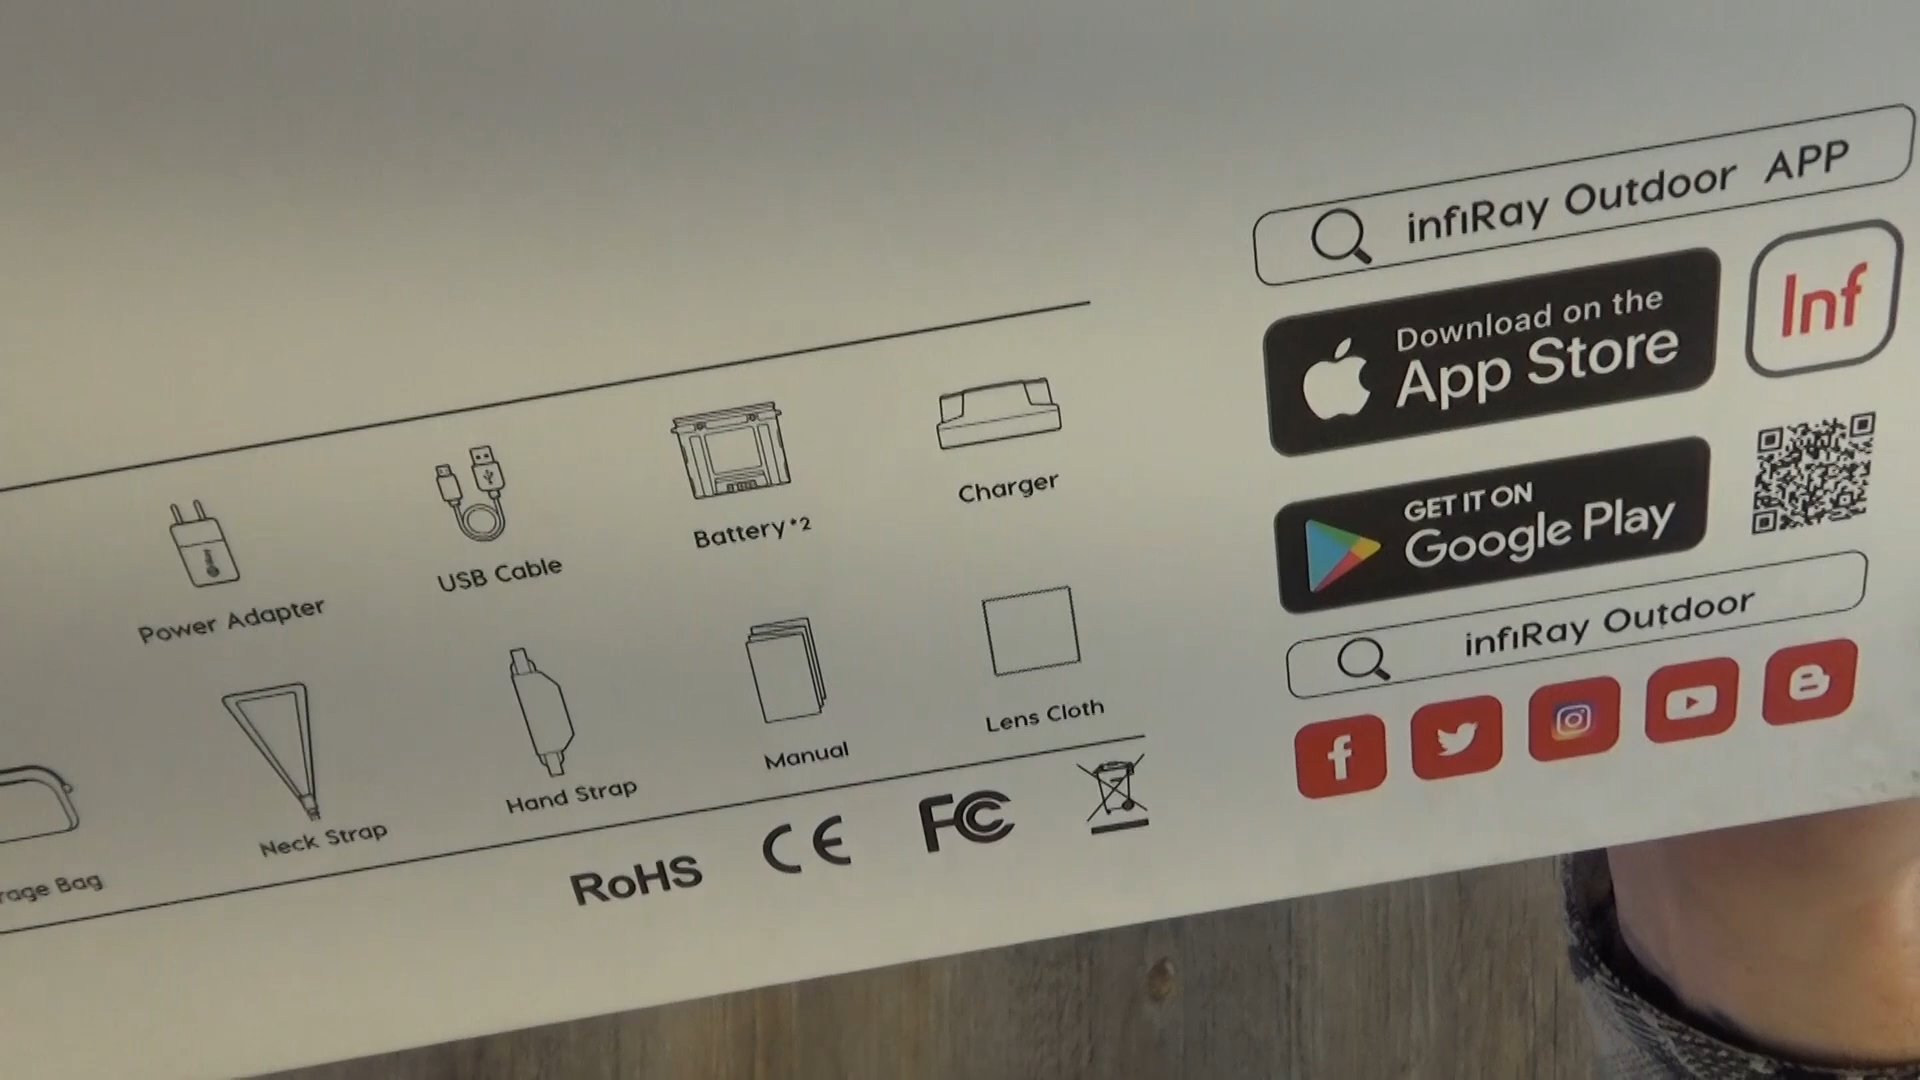 Power Adapter
USB Cable
Battery*2
Charger
Bag
Neck Strap
Hand Strap
Manual
Lens Cloth
RoHS CE FC
infiRay Outdoor APP
Download on the
App Store
Inf
GET IT ON
Google Play
infiRay Outdoor